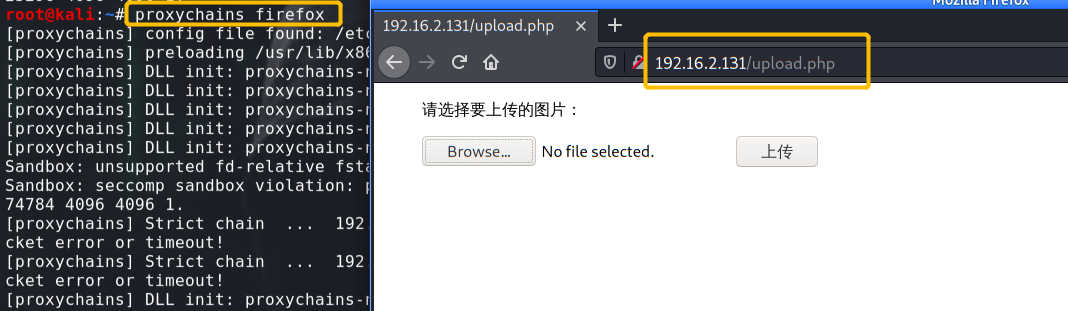 root@kali:~# proxychains firefox
[proxychains] config file found: /etc
[proxychains] preloading /usr/lib/x86
[proxychains] DLL init: proxychains-
[proxychains] DLL init: proxychains-
[proxychains] DLL init: proxychains-
[proxychains] DLL init: proxychains-
[proxychains] DLL init: proxychains-
Sandbox: unsupported fd-relative fsta
Sandbox: seccomp sandbox violation: p
74784 4096 4096 1.
[proxychains] Strict chain ... 192
cket error or timeout!
[proxychains] Strict chain ... 192
cket error or timeout!
[proxychains] DLL init: proxychains-
Mozilla Firefox
192.16.2.131/upload.php
192.16.2.131/upload.php
请选择要上传的图片：
Browse... No file selected. 上传